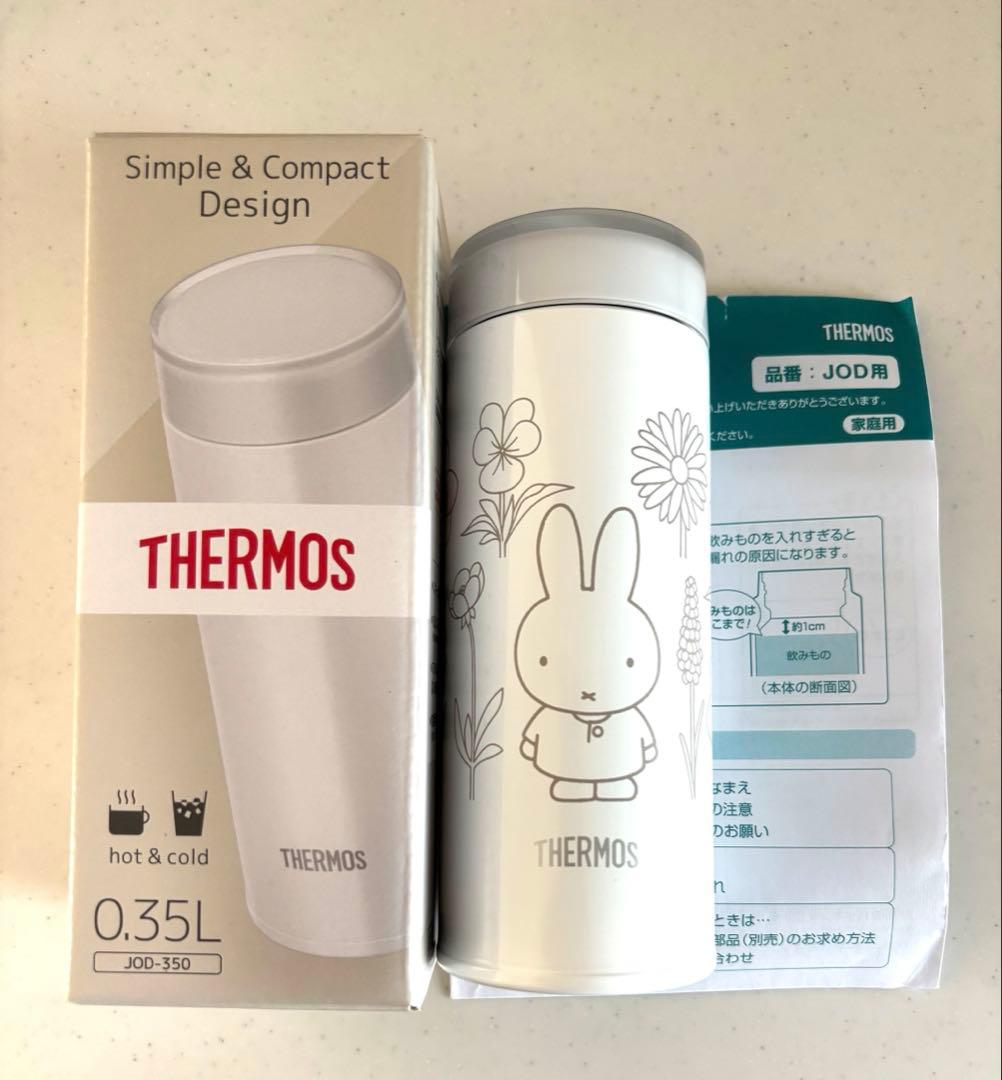 Simple & Compact
Design
THERMOS
THERMOS
hot & cold
0.35L
JOD-350
THERMOS
THERMOS
品番：JOD用
上げいただきありがとうございます。
ください。
家庭用
飲みものを入れすぎると
漏れの原因になります。
みものは
こまで!
約1cm
飲みもの
(本体の断面図)
なまえ
の注意
のお願い
れ
ときは…
部品(別売)のお求め方法
合わせ